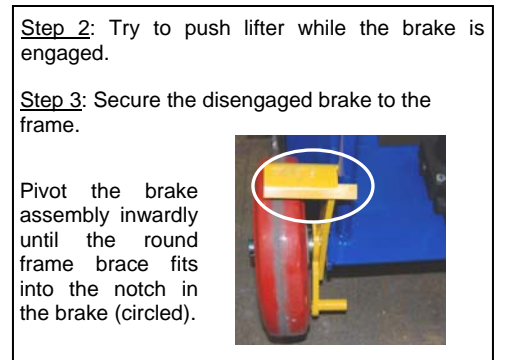 Step 2: Try to push lifter while the brake is
engaged.
Step 3: Secure the disengaged brake to the
frame.
Pivot the brake
assembly inwardly
until the round
frame brace fits
into the notch in
the brake (circled).